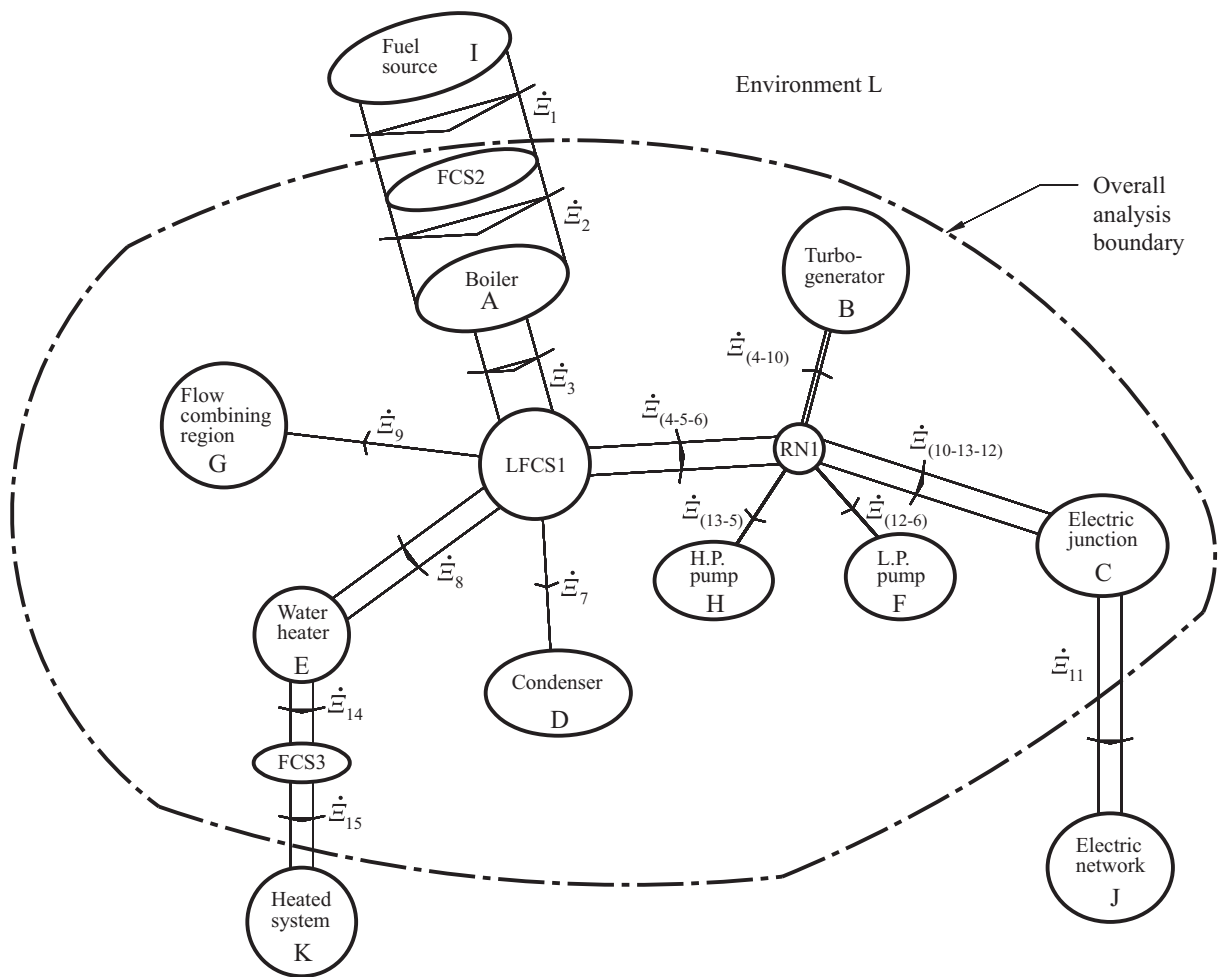 Fuel
source
I
Ξ̇1
Environment L
FCS2
Ξ̇2
Overall
analysis
boundary
Boiler
A
Turbo-
generator
B
Ξ̇3
Ξ̇(4-10)
Flow
combining
region
G
Ξ̇9
LFCS1
Ξ̇(4-5-6)
RN1
Ξ̇(10-13-12)
Ξ̇(13-5)
Ξ̇(12-6)
Electric
junction
C
H.P.
pump
H
L.P.
pump
F
Ξ̇8
Ξ̇7
Water
heater
E
Condenser
D
Ξ̇11
Ξ̇14
FCS3
Ξ̇15
Electric
network
J
Heated
system
K